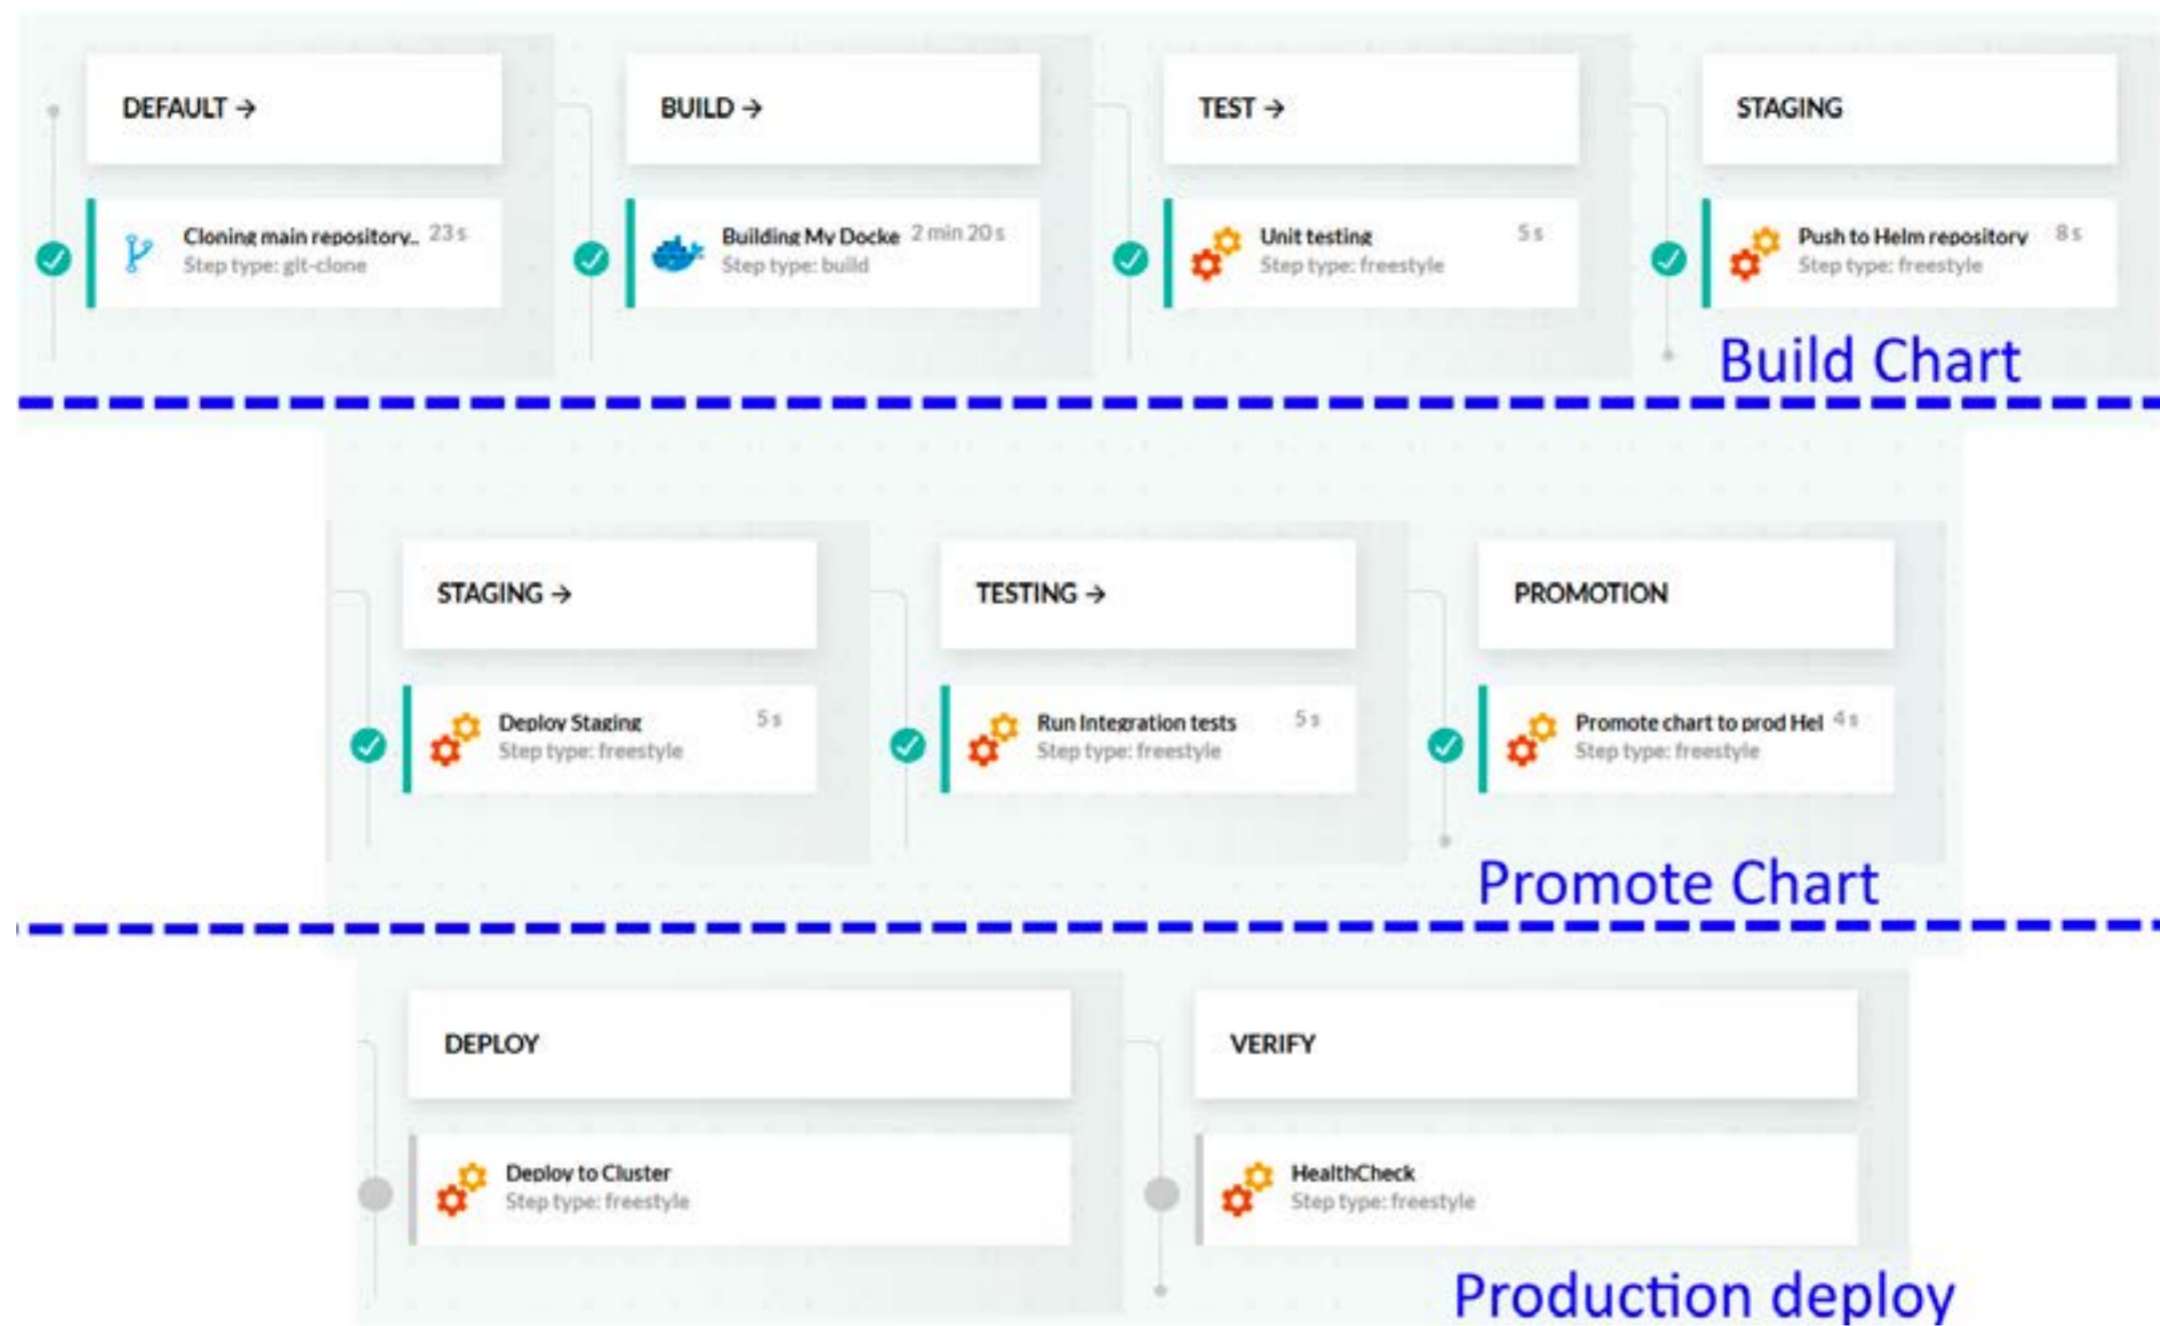 DEFAULT → BUILD → TEST → STAGING
Cloning main repository.. 23 s Building My Docke 2 min 20 s Unit testing 5 s Push to Helm repository 8 s
Step type: git-clone Step type: build Step type: freestyle Step type: freestyle
Build Chart
STAGING → TESTING → PROMOTION
Deploy Staging 5 s Run Integration tests 5 s Promote chart to prod Hel 4 s
Step type: freestyle Step type: freestyle Step type: freestyle
Promote Chart
DEPLOY VERIFY
Deploy to Cluster HealthCheck
Step type: freestyle Step type: freestyle
Production deploy